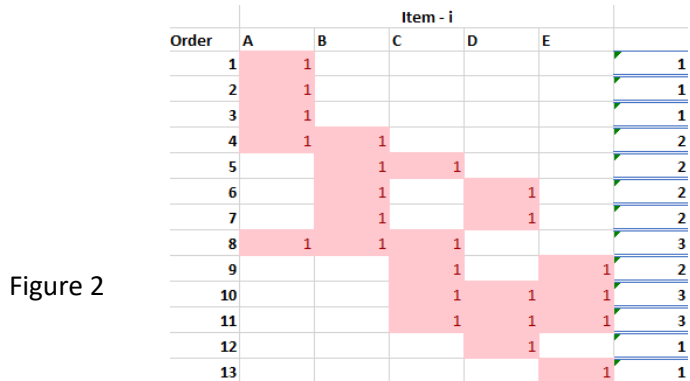 Item - i
Order A B C D E
1 1 1
2 1 1
3 1 1
4 1 1 2
5 1 1 2
6 1 1 2
7 1 1 2
8 1 1 1 3
9 1 1 2
Figure 2
10 1 1 1 3
11 1 1 1 3
12 1 1
13 1 1